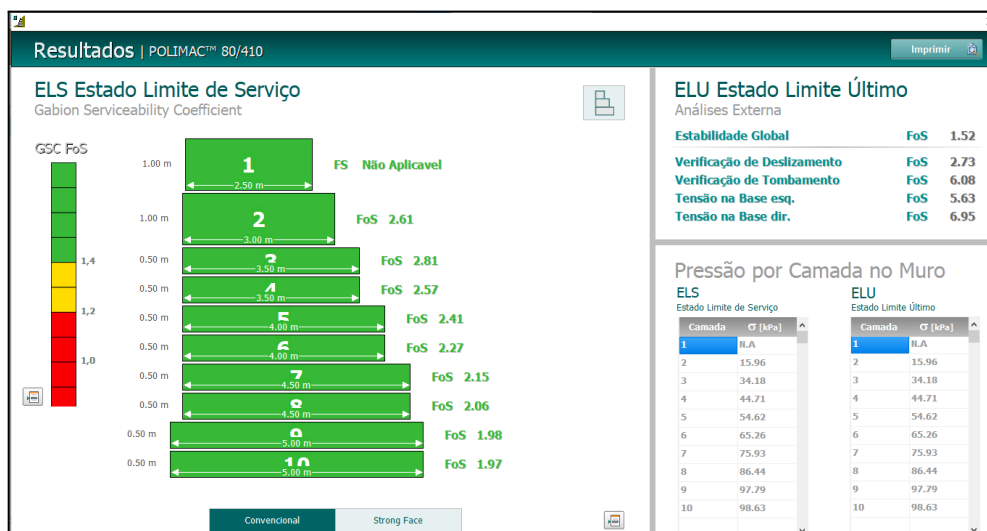 Resultados | POLIMAC™ 80/410
Imprimir
ELS Estado Limite de Serviço
Gabion Serviceability Coefficient
GSC FoS
1,4
1,2
1,0
1.00 m 1 2.50 m FS Não Aplicavel
1.00 m 2 3.00 m FoS 2.61
0.50 m 3 3.50 m FoS 2.81
0.50 m 4 3.50 m FoS 2.57
0.50 m 5 4.00 m FoS 2.41
0.50 m 6 4.00 m FoS 2.27
0.50 m 7 4.50 m FoS 2.15
0.50 m 8 4.50 m FoS 2.06
0.50 m 9 5.00 m FoS 1.98
0.50 m 10 5.00 m FoS 1.97
Convencional Strong Face
ELU Estado Limite Último
Análises Externa
Estabilidade Global FoS 1.52
Verificação de Deslizamento FoS 2.73
Verificação de Tombamento FoS 6.08
Tensão na Base esq. FoS 5.63
Tensão na Base dir. FoS 6.95
Pressão por Camada no Muro
ELS
Estado Limite de Serviço
Camada σ [kPa]
1 N.A
2 15.96
3 34.18
4 44.71
5 54.62
6 65.26
7 75.93
8 86.44
9 97.79
10 98.63
ELU
Estado Limite Último
Camada σ [kPa]
1 N.A
2 15.96
3 34.18
4 44.71
5 54.62
6 65.26
7 75.93
8 86.44
9 97.79
10 98.63